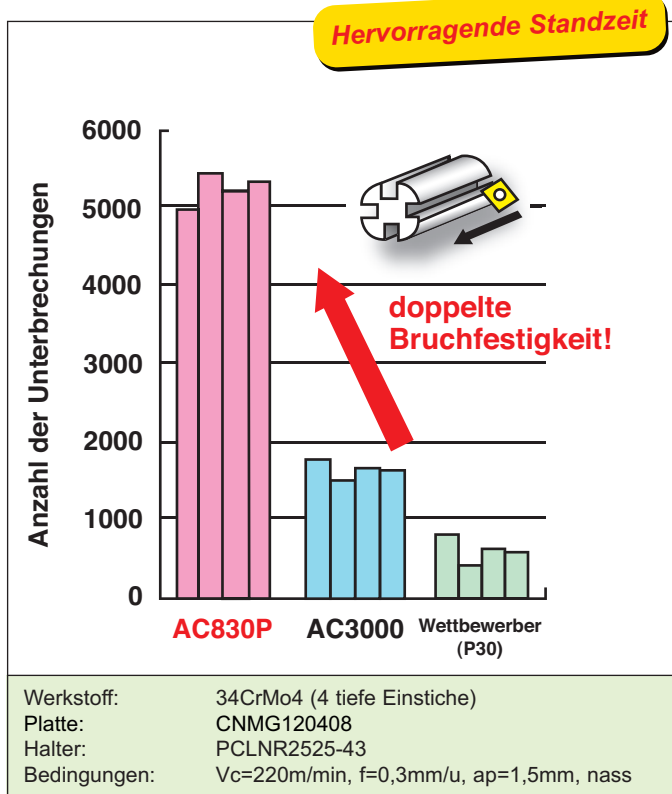 Hervorragende Standzeit
Anzahl der Unterbrechungen
6000
5000
4000
3000
2000
1000
0
doppelte
Bruchfestigkeit!
AC830P
AC3000
Wettbewerber
(P30)
Werkstoff: 34CrMo4 (4 tiefe Einstiche)
Platte: CNMG120408
Halter: PCLNR2525-43
Bedingungen: Vc=220m/min, f=0,3mm/u, ap=1,5mm, nass